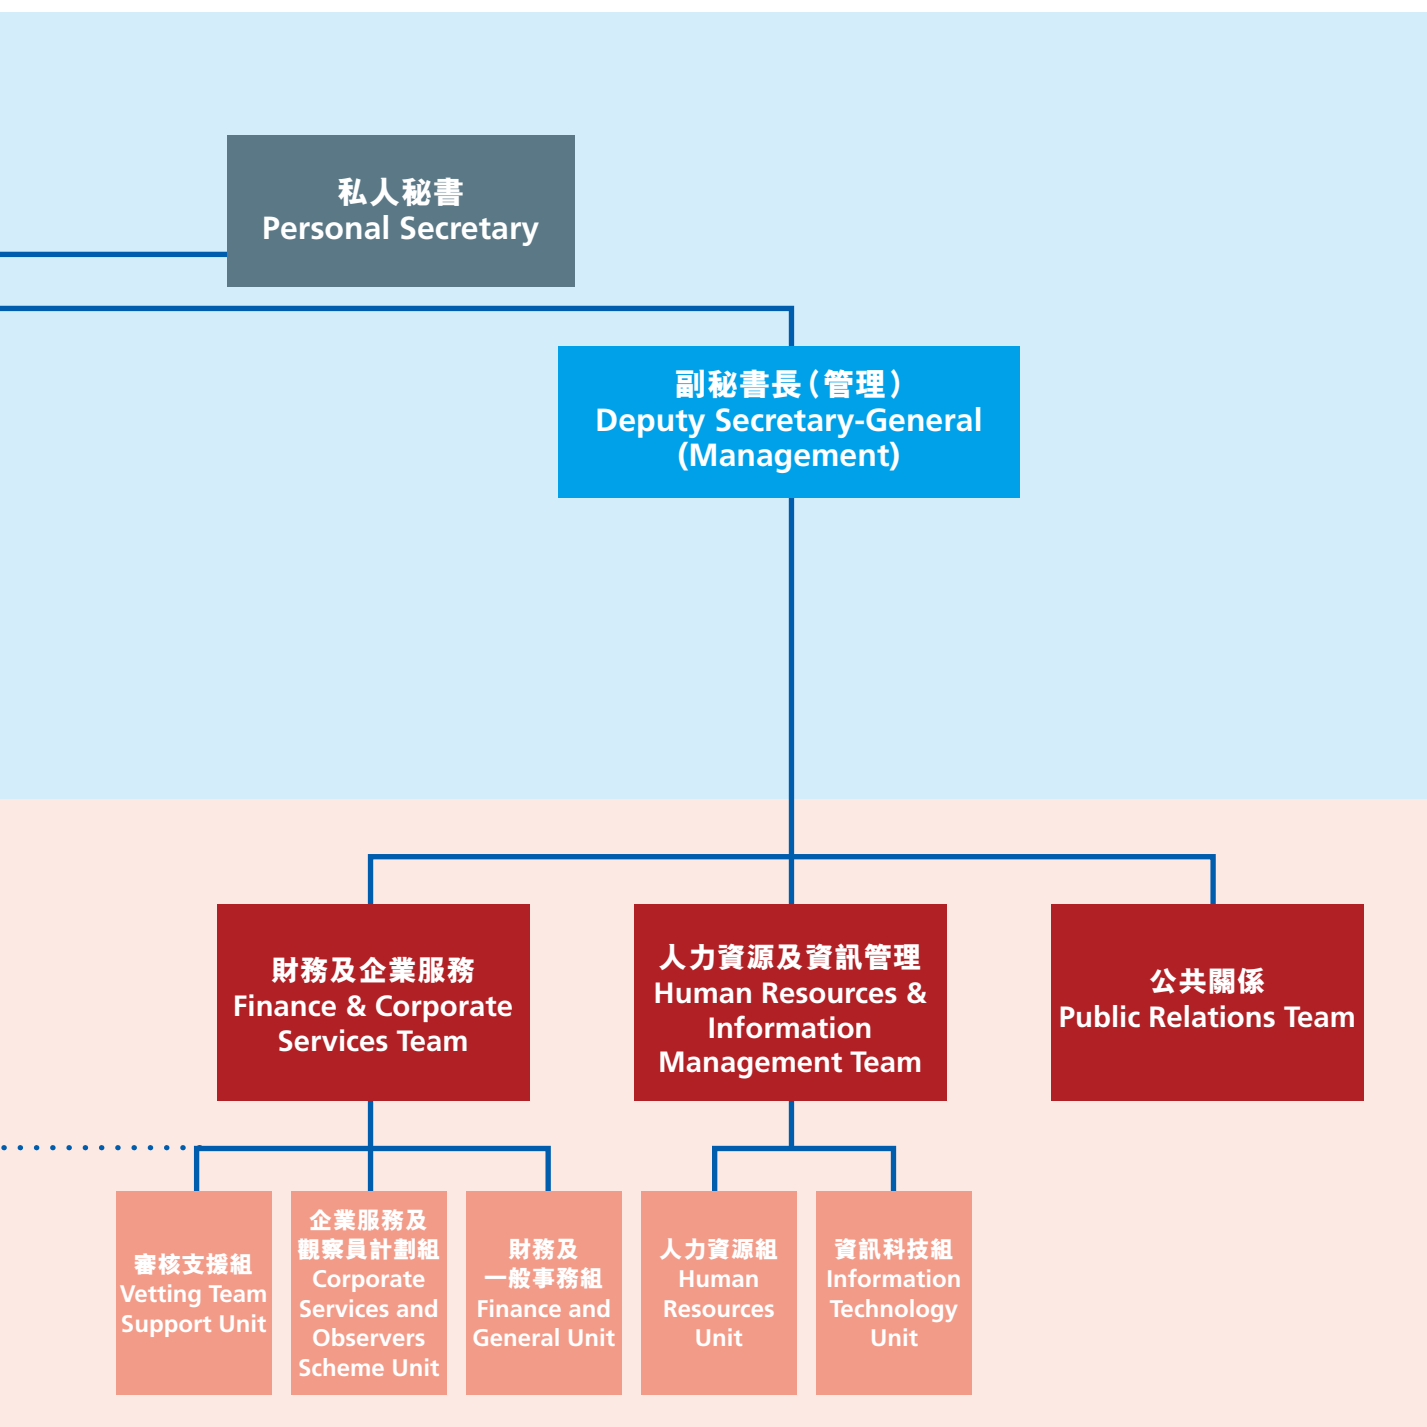 私人秘書
Personal Secretary
副秘書長（管理）
Deputy Secretary-General
(Management)
財務及企業服務
Finance & Corporate
Services Team
人力資源及資訊管理
Human Resources &
Information
Management Team
公共關係
Public Relations Team
審核支援組
Vetting Team
Support Unit
企業服務及
觀察員計劃組
Corporate
Services and
Observers
Scheme Unit
財務及
一般事務組
Finance and
General Unit
人力資源組
Human
Resources
Unit
資訊科技組
Information
Technology
Unit